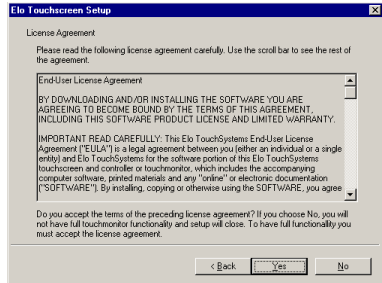 Elo Touchscreen Setup
License Agreement
Please read the following license agreement carefully. Use the scroll bar to see the rest of
the agreement.
End-User License Agreement
BY DOWNLOADING AND/OR INSTALLING THE SOFTWARE YOU ARE
AGREEING TO BECOME BOUND BY THE TERMS OF THIS AGREEMENT,
INCLUDING THIS SOFTWARE PRODUCT LICENSE AND LIMITED WARRANTY.
IMPORTANT READ CAREFULLY: This Elo TouchSystems End-User License
Agreement ("EULA") is a legal agreement between you (either an individual or a single
entity) and Elo TouchSystems for the software portion of this Elo TouchSystems
touchscreen and controller or touchmonitor, which includes the accompanying
computer software, printed materials and any "online" or electronic documentation
("SOFTWARE"). By installing, copying or otherwise using the SOFTWARE, you agree
Do you accept the terms of the preceding license agreement? If you choose No, you will
not have full touchmonitor functionality and setup will close. To have full functionallity you
must accept the license agreement.
< Back Yes No